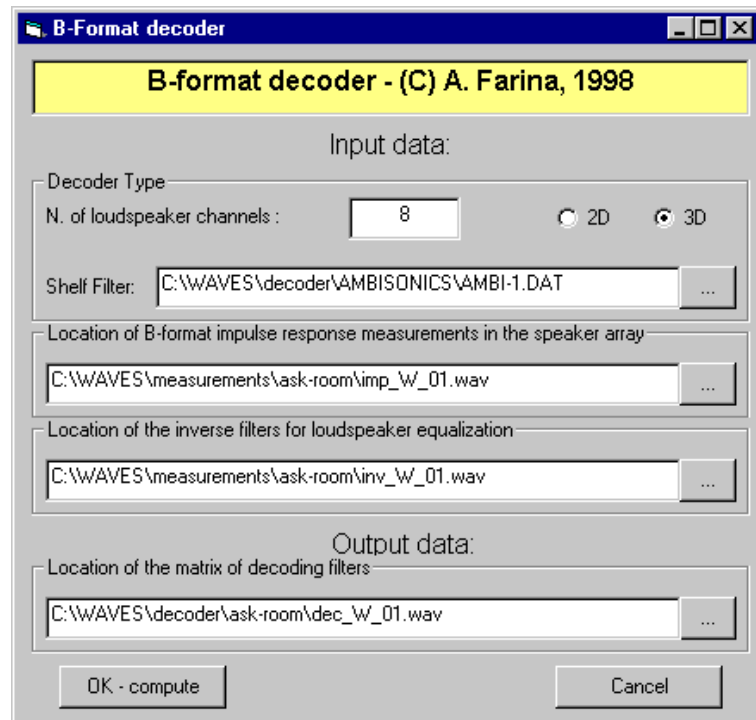 B-Format decoder
B-format decoder - (C) A. Farina, 1998
Input data:
Decoder Type
N. of loudspeaker channels : 8 2D 3D
Shelf Filter: C:\WAVES\decoder\AMBISONICS\AMBI-1.DAT ...
Location of B-format impulse response measurements in the speaker array
C:\WAVES\measurements\ask-room\imp_W_01.wav ...
Location of the inverse filters for loudspeaker equalization
C:\WAVES\measurements\ask-room\inv_W_01.wav ...
Output data:
Location of the matrix of decoding filters
C:\WAVES\decoder\ask-room\dec_W_01.wav ...
OK - compute Cancel